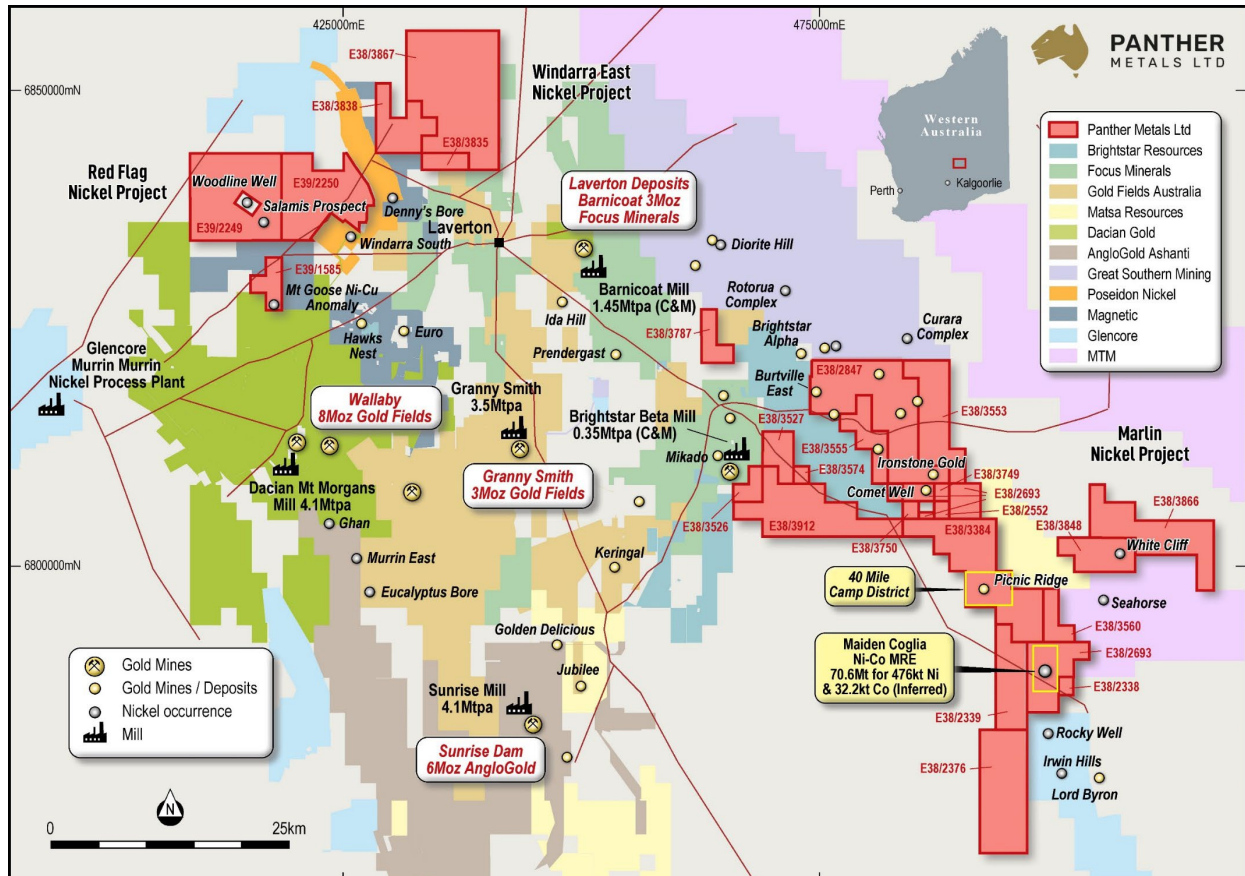 425000mE
475000mE
6850000mN
6800000mN
PANTHER
METALS LTD
Western
Australia
Perth
Kalgoorlie
Panther Metals Ltd
Brightstar Resources
Focus Minerals
Gold Fields Australia
Matsa Resources
Dacian Gold
AngloGold Ashanti
Great Southern Mining
Poseidon Nickel
Magnetic
Glencore
MTM
E38/3867
E38/3838
E38/3835
Windarra East
Nickel Project
Red Flag
Nickel Project
Woodline Well
E39/2250
Salamis Prospect
E39/2249
Denny's Bore
Laverton
Windarra South
E39/1585
Mt Goose Ni-Cu
Anomaly
Laverton Deposits
Barnicoat 3Moz
Focus Minerals
Barnicoat Mill
1.45Mtpa (C&M)
Diorite Hill
Rotorua
Complex
Curara
Complex
Ida Hill
Hawks
Nest
Euro
Prendergast
E38/3787
Brightstar
Alpha
Burtville
East
E38/2847
E38/3553
Glencore
Murrin Murrin
Nickel Process Plant
Wallaby
8Moz Gold Fields
Granny Smith
3.5Mtpa
Brightstar Beta Mill
0.35Mtpa (C&M)
E38/3527
E38/3555
Mikado
E38/3574
Ironstone Gold
Comet Well
E38/3749
E38/2693
E38/2552
Marlin
Nickel Project
E38/3866
Granny Smith
3Moz Gold Fields
Dacian Mt Morgans
Mill 4.1Mtpa
Ghan
E38/3526
E38/3912
E38/3750
E38/3384
E38/3848
White Cliff
Murrin East
Keringal
Eucalyptus Bore
40 Mile
Camp District
Picnic Ridge
Seahorse
E38/3560
E38/2693
E38/2338
Golden Delicious
Jubilee
Maiden Coglia
Ni-Co MRE
70.6Mt for 476kt Ni
& 32.2kt Co (Inferred)
E38/2339
E38/2376
Rocky Well
Irwin Hills
Lord Byron
Sunrise Mill
4.1Mtpa
Sunrise Dam
6Moz AngloGold
Gold Mines
Gold Mines / Deposits
Nickel occurrence
Mill
N
0
25km